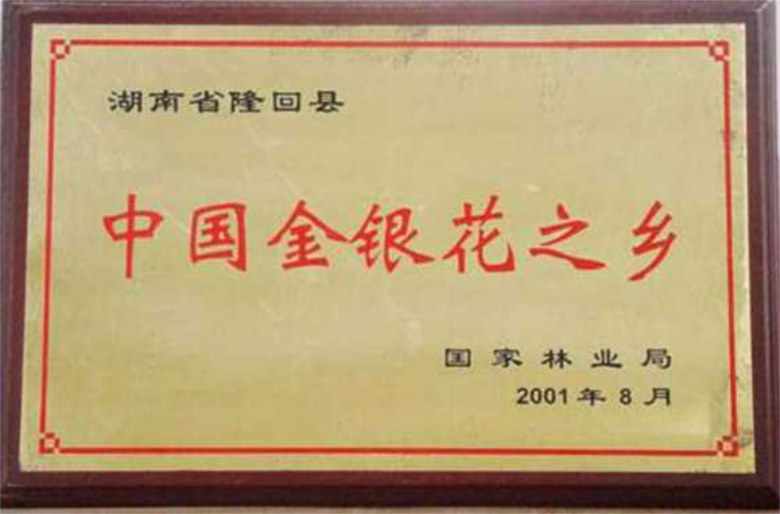 湖南省隆回县
中国金银花之乡
国家林业局
2001年8月